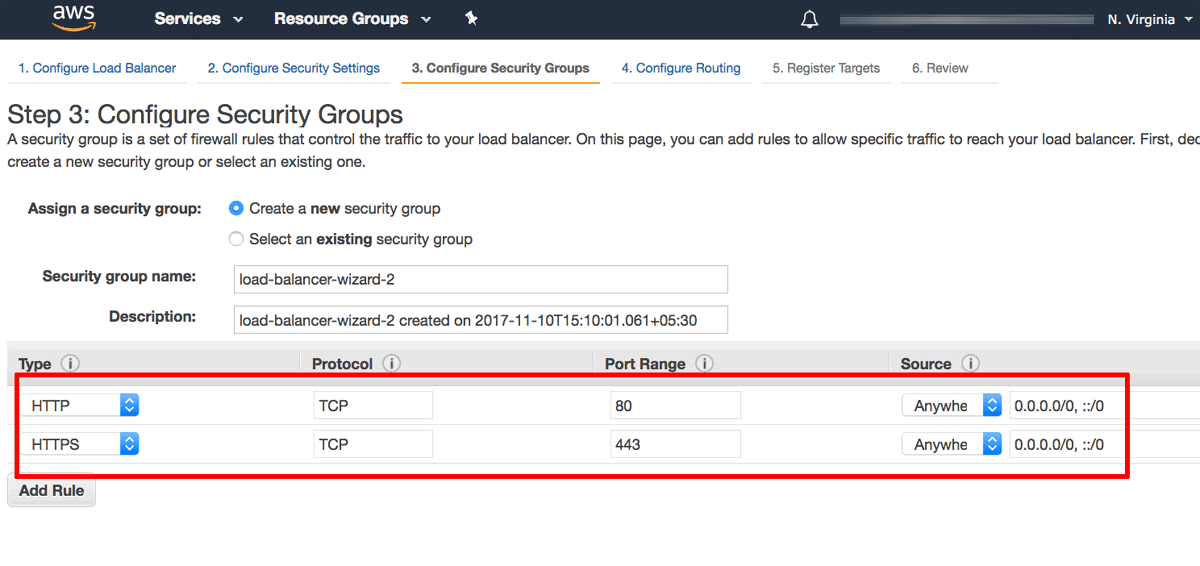 aws Services Resource Groups N. Virginia
1. Configure Load Balancer 2. Configure Security Settings 3. Configure Security Groups 4. Configure Routing 5. Register Targets 6. Review
Step 3: Configure Security Groups
A security group is a set of firewall rules that control the traffic to your load balancer. On this page, you can add rules to allow specific traffic to reach your load balancer. First, dec
create a new security group or select an existing one.
Assign a security group: Create a new security group
Select an existing security group
Security group name: load-balancer-wizard-2
Description: load-balancer-wizard-2 created on 2017-11-10T15:10:01.061+05:30
Type i Protocol i Port Range i Source i
HTTP TCP 80 Anywhe 0.0.0.0/0, ::/0
HTTPS TCP 443 Anywhe 0.0.0.0/0, ::/0
Add Rule